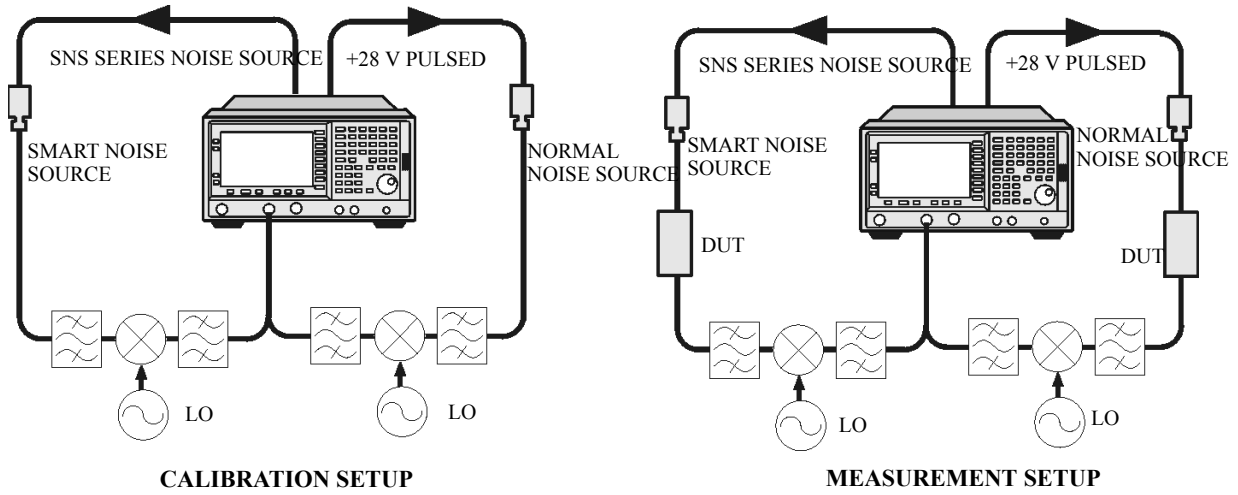 SNS SERIES NOISE SOURCE
+28 V PULSED
SMART NOISE
SOURCE
NORMAL
NOISE SOURCE
LO
LO
CALIBRATION SETUP
SNS SERIES NOISE SOURCE
+28 V PULSED
SMART NOISE
SOURCE
NORMAL
NOISE SOURCE
DUT
DUT
LO
LO
MEASUREMENT SETUP